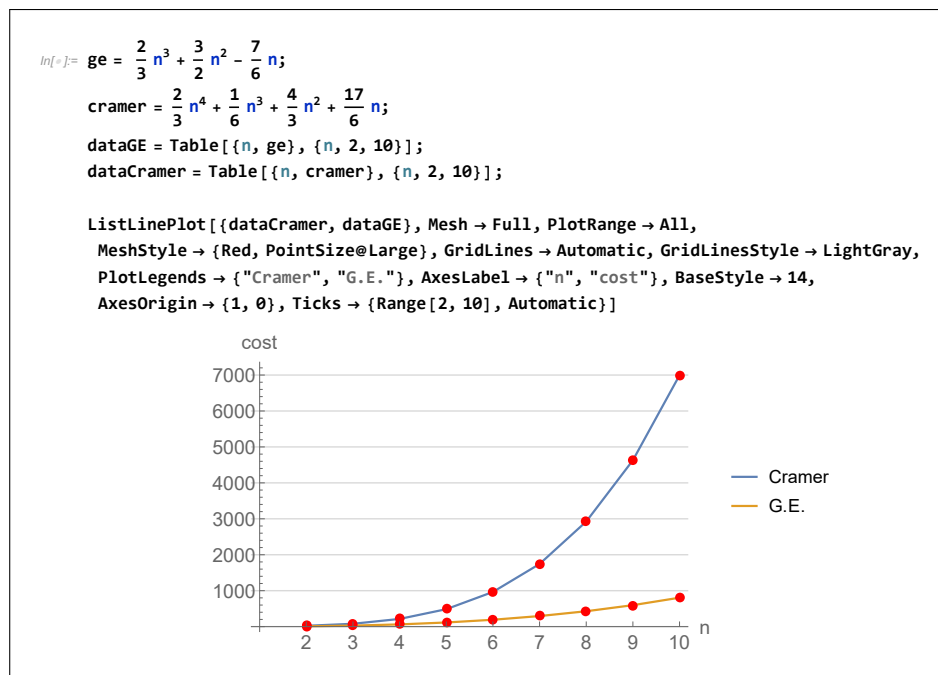 In[•]:= ge = 2/3 n^3 + 3/2 n^2 - 7/6 n;
cramer = 2/3 n^4 + 1/6 n^3 + 4/3 n^2 + 17/6 n;
dataGE = Table[{n, ge}, {n, 2, 10}];
dataCramer = Table[{n, cramer}, {n, 2, 10}];
ListLinePlot[{dataCramer, dataGE}, Mesh → Full, PlotRange → All,
MeshStyle → {Red, PointSize@Large}, GridLines → Automatic, GridLinesStyle → LightGray,
PlotLegends → {"Cramer", "G.E."}, AxesLabel → {"n", "cost"}, BaseStyle → 14,
AxesOrigin → {1, 0}, Ticks → {Range[2, 10], Automatic}]
cost
7000
6000
5000
4000
3000
2000
1000
2 3 4 5 6 7 8 9 10
n
Cramer
G.E.